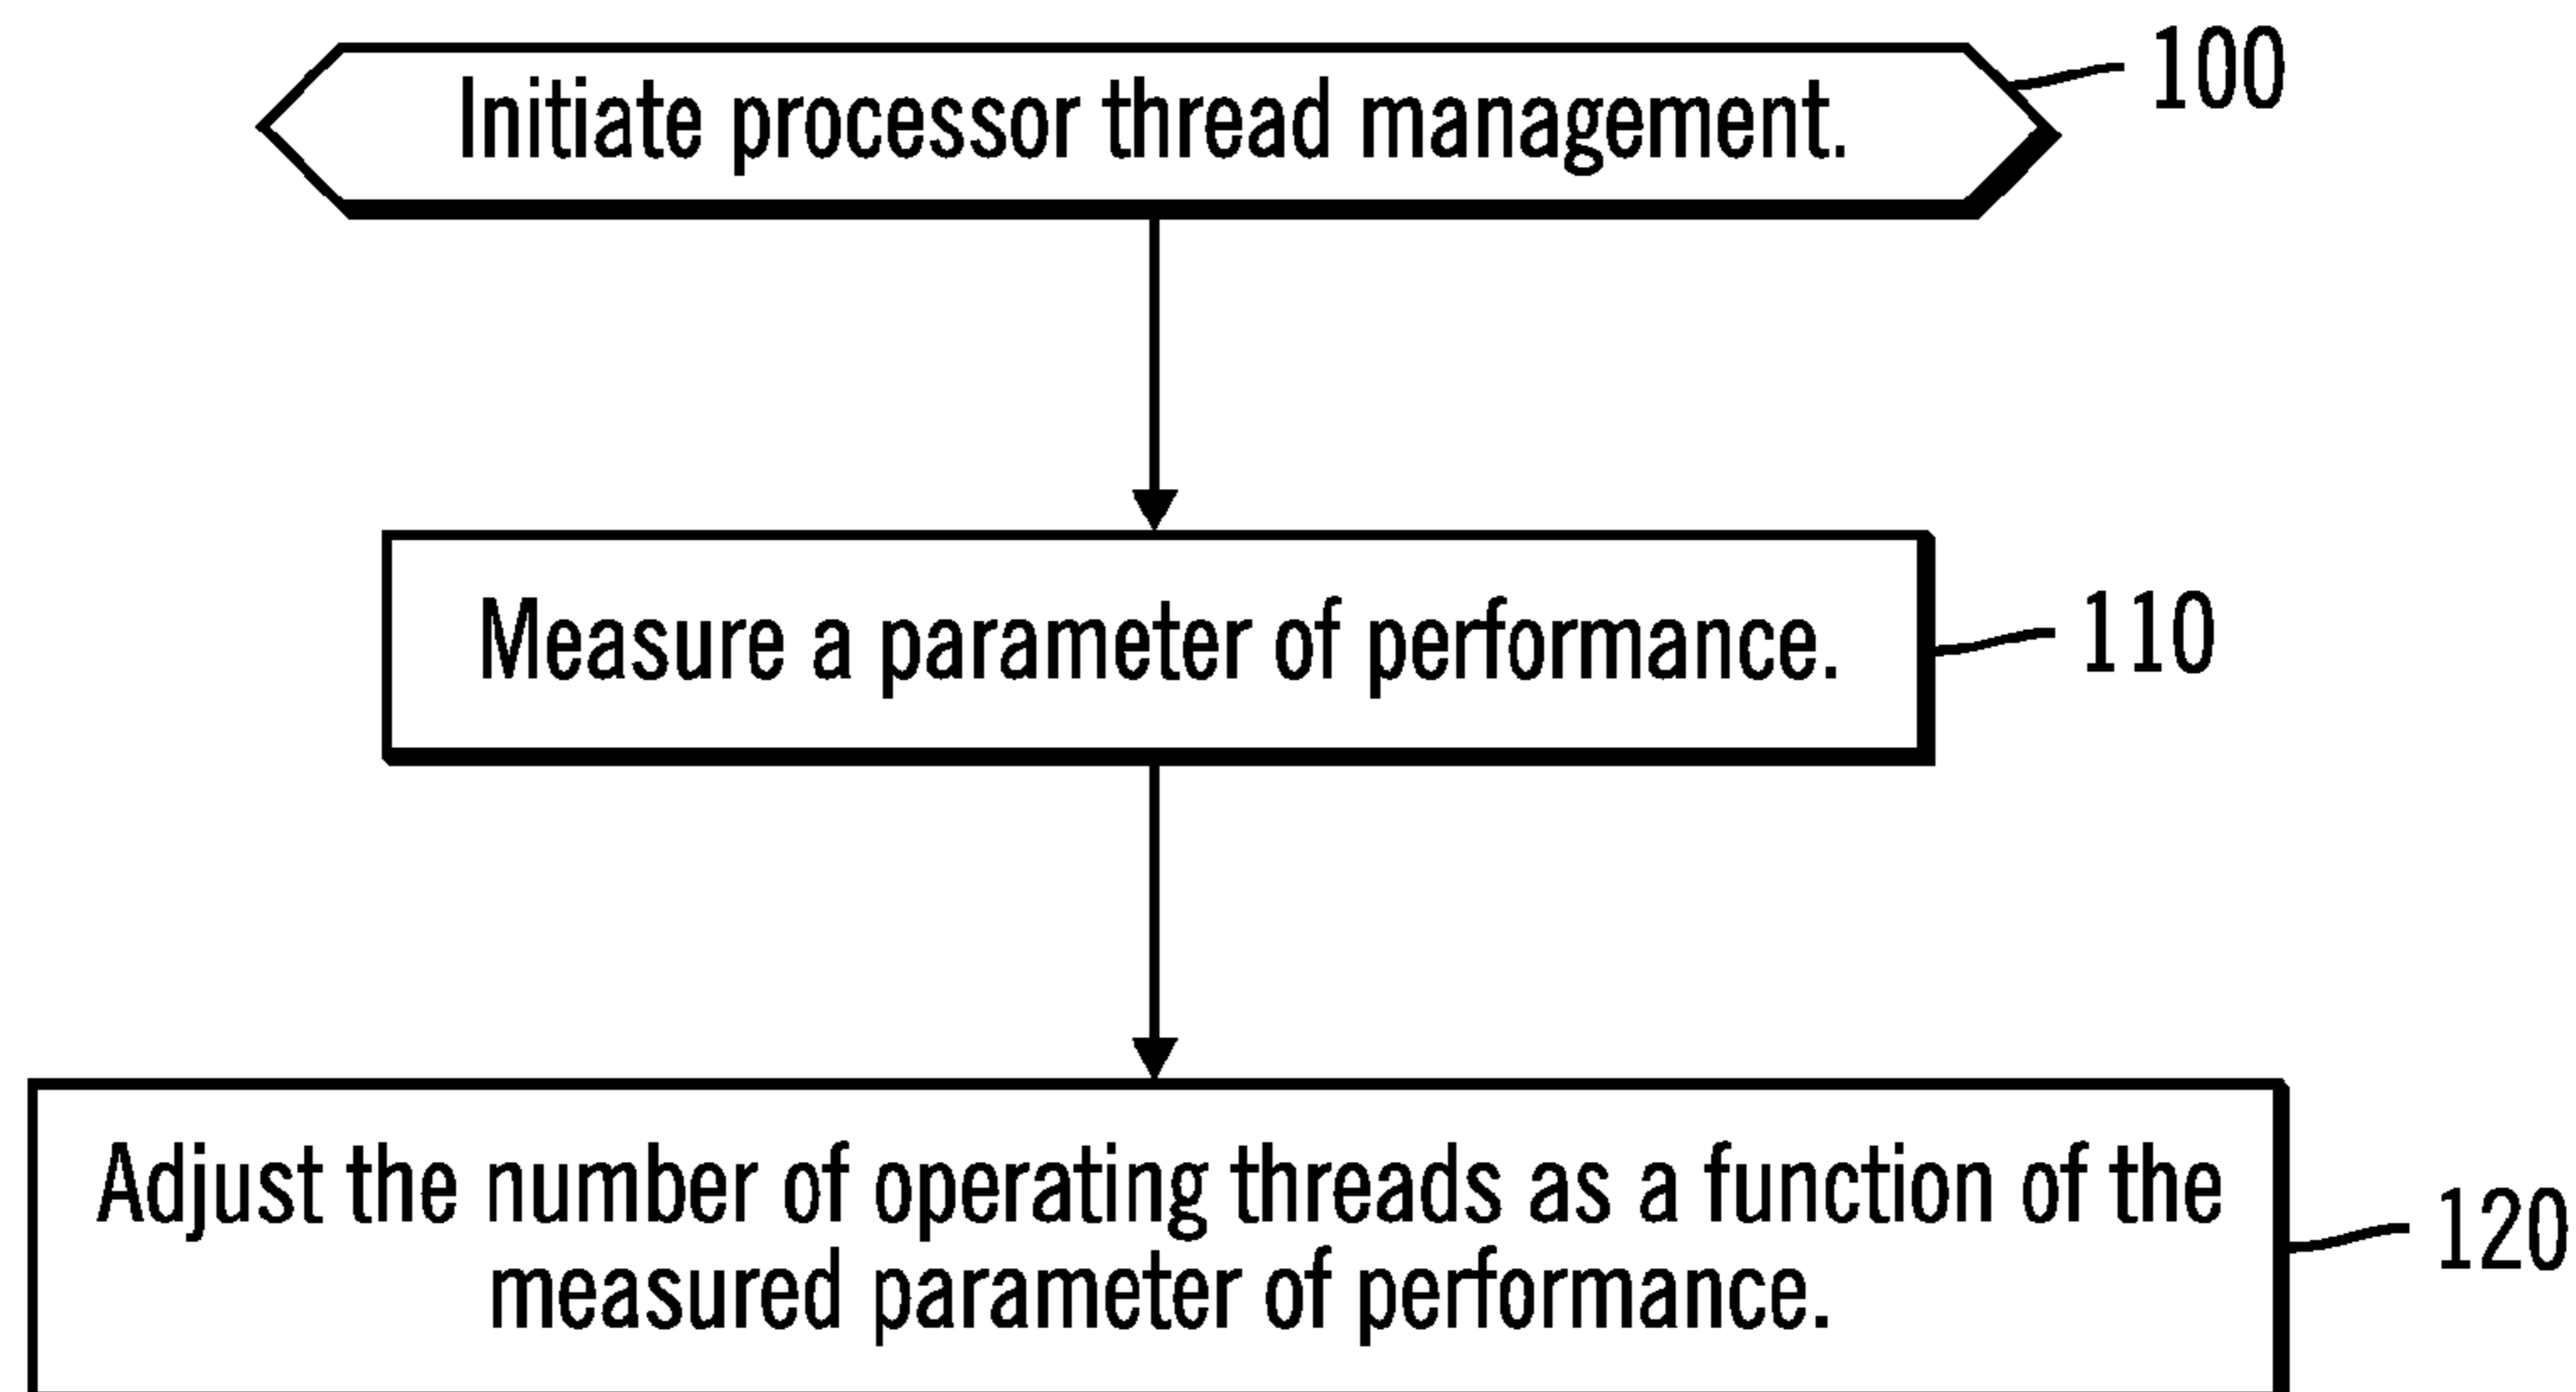 Initiate processor thread management.
100
Measure a parameter of performance.
110
Adjust the number of operating threads as a function of the
measured parameter of performance.
120